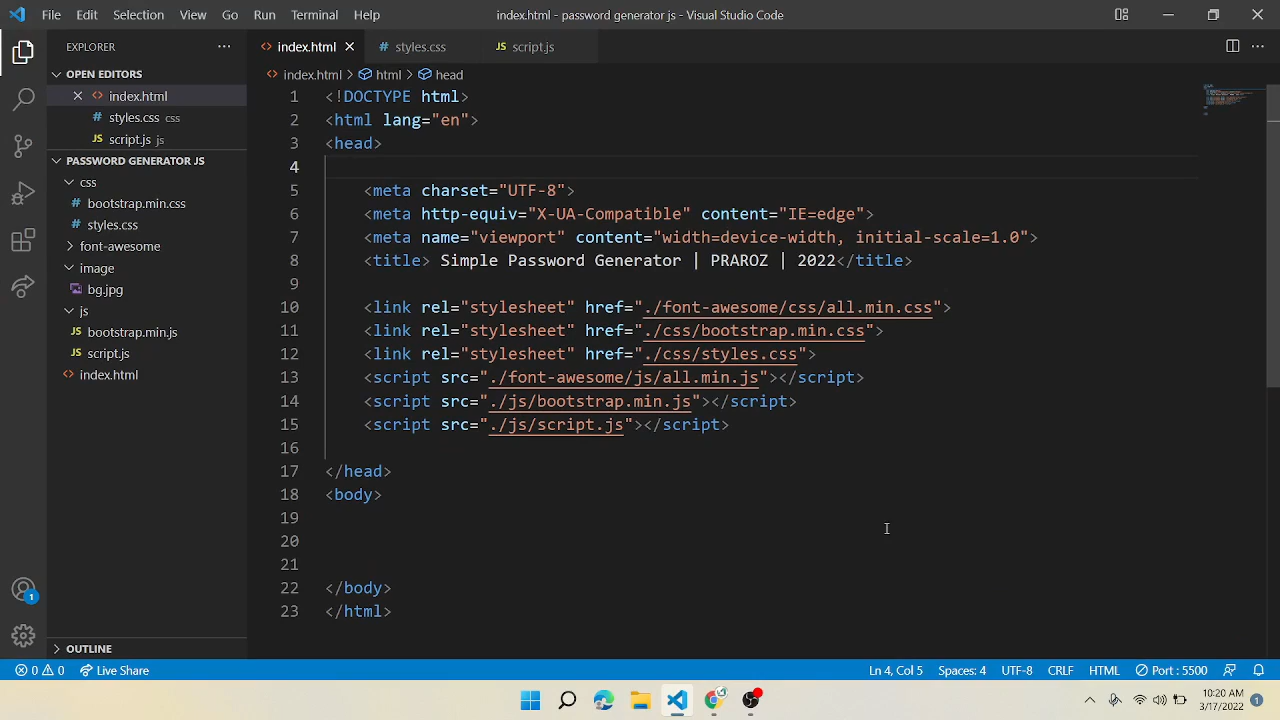 File Edit Selection View Go Run Terminal Help
index.html - password generator js - Visual Studio Code
EXPLORER
index.html
# styles.css
JS script.js
OPEN EDITORS
index.html > html > head
index.html
# styles.css css
JS script.js js
PASSWORD GENERATOR JS
css
# bootstrap.min.css
# styles.css
font-awesome
image
bg.jpg
js
JS bootstrap.min.js
JS script.js
index.html
OUTLINE
1 <!DOCTYPE html>
2 <html lang="en">
3 <head>
4
5 <meta charset="UTF-8">
6 <meta http-equiv="X-UA-Compatible" content="IE=edge">
7 <meta name="viewport" content="width=device-width, initial-scale=1.0">
8 <title> Simple Password Generator | PRAROZ | 2022</title>
9
10 <link rel="stylesheet" href="./font-awesome/css/all.min.css">
11 <link rel="stylesheet" href="./css/bootstrap.min.css">
12 <link rel="stylesheet" href="./css/styles.css">
13 <script src="./font-awesome/js/all.min.js"></script>
14 <script src="./js/bootstrap.min.js"></script>
15 <script src="./js/script.js"></script>
16
17 </head>
18 <body>
19
20
21
22 </body>
23 </html>
1
0 0 Live Share
Ln 4, Col 5 Spaces: 4 UTF-8 CRLF HTML Port : 5500
10:20 AM
3/17/2022
1